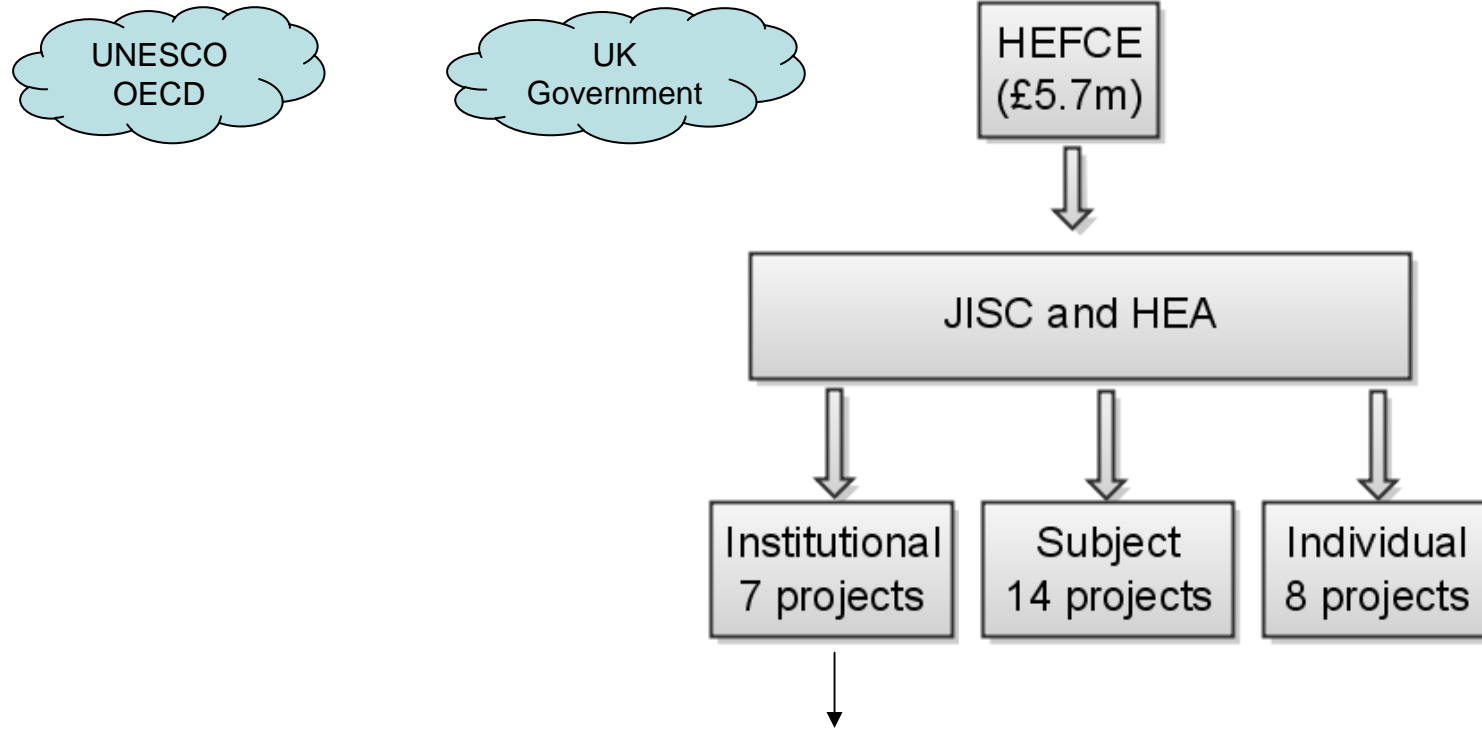 UNESCO
OECD
UK
Government
HEFCE
(£5.7m)
JISC and HEA
Institutional
7 projects
Subject
14 projects
Individual
8 projects